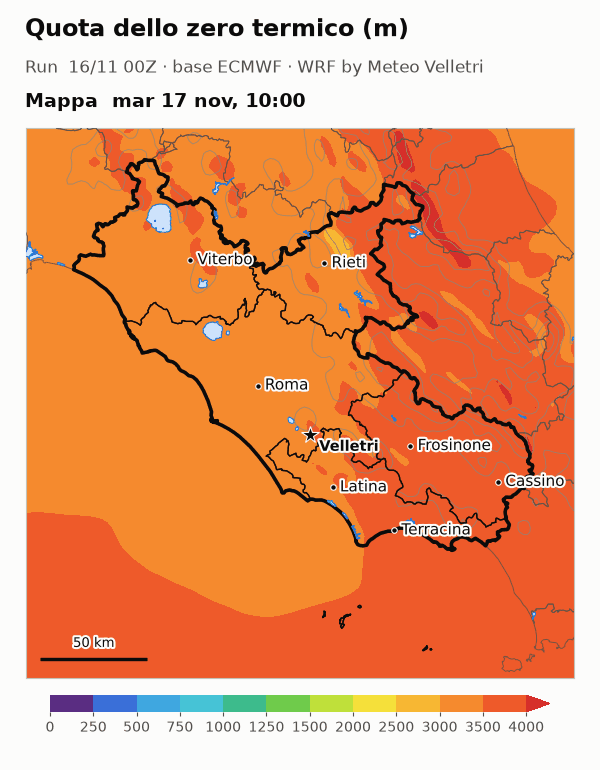 Quota dello zero termico (m)
Run  16/11 00Z · base ECMWF · WRF by Meteo Velletri
Mappa  mar 17 nov, 10:00
Viterbo
Rieti
Roma
Velletri
Frosinone
Cassino
Latina
Terracina
50 km
0 250 500 750 1000 1250 1500 2000 2500 3000 3500 4000